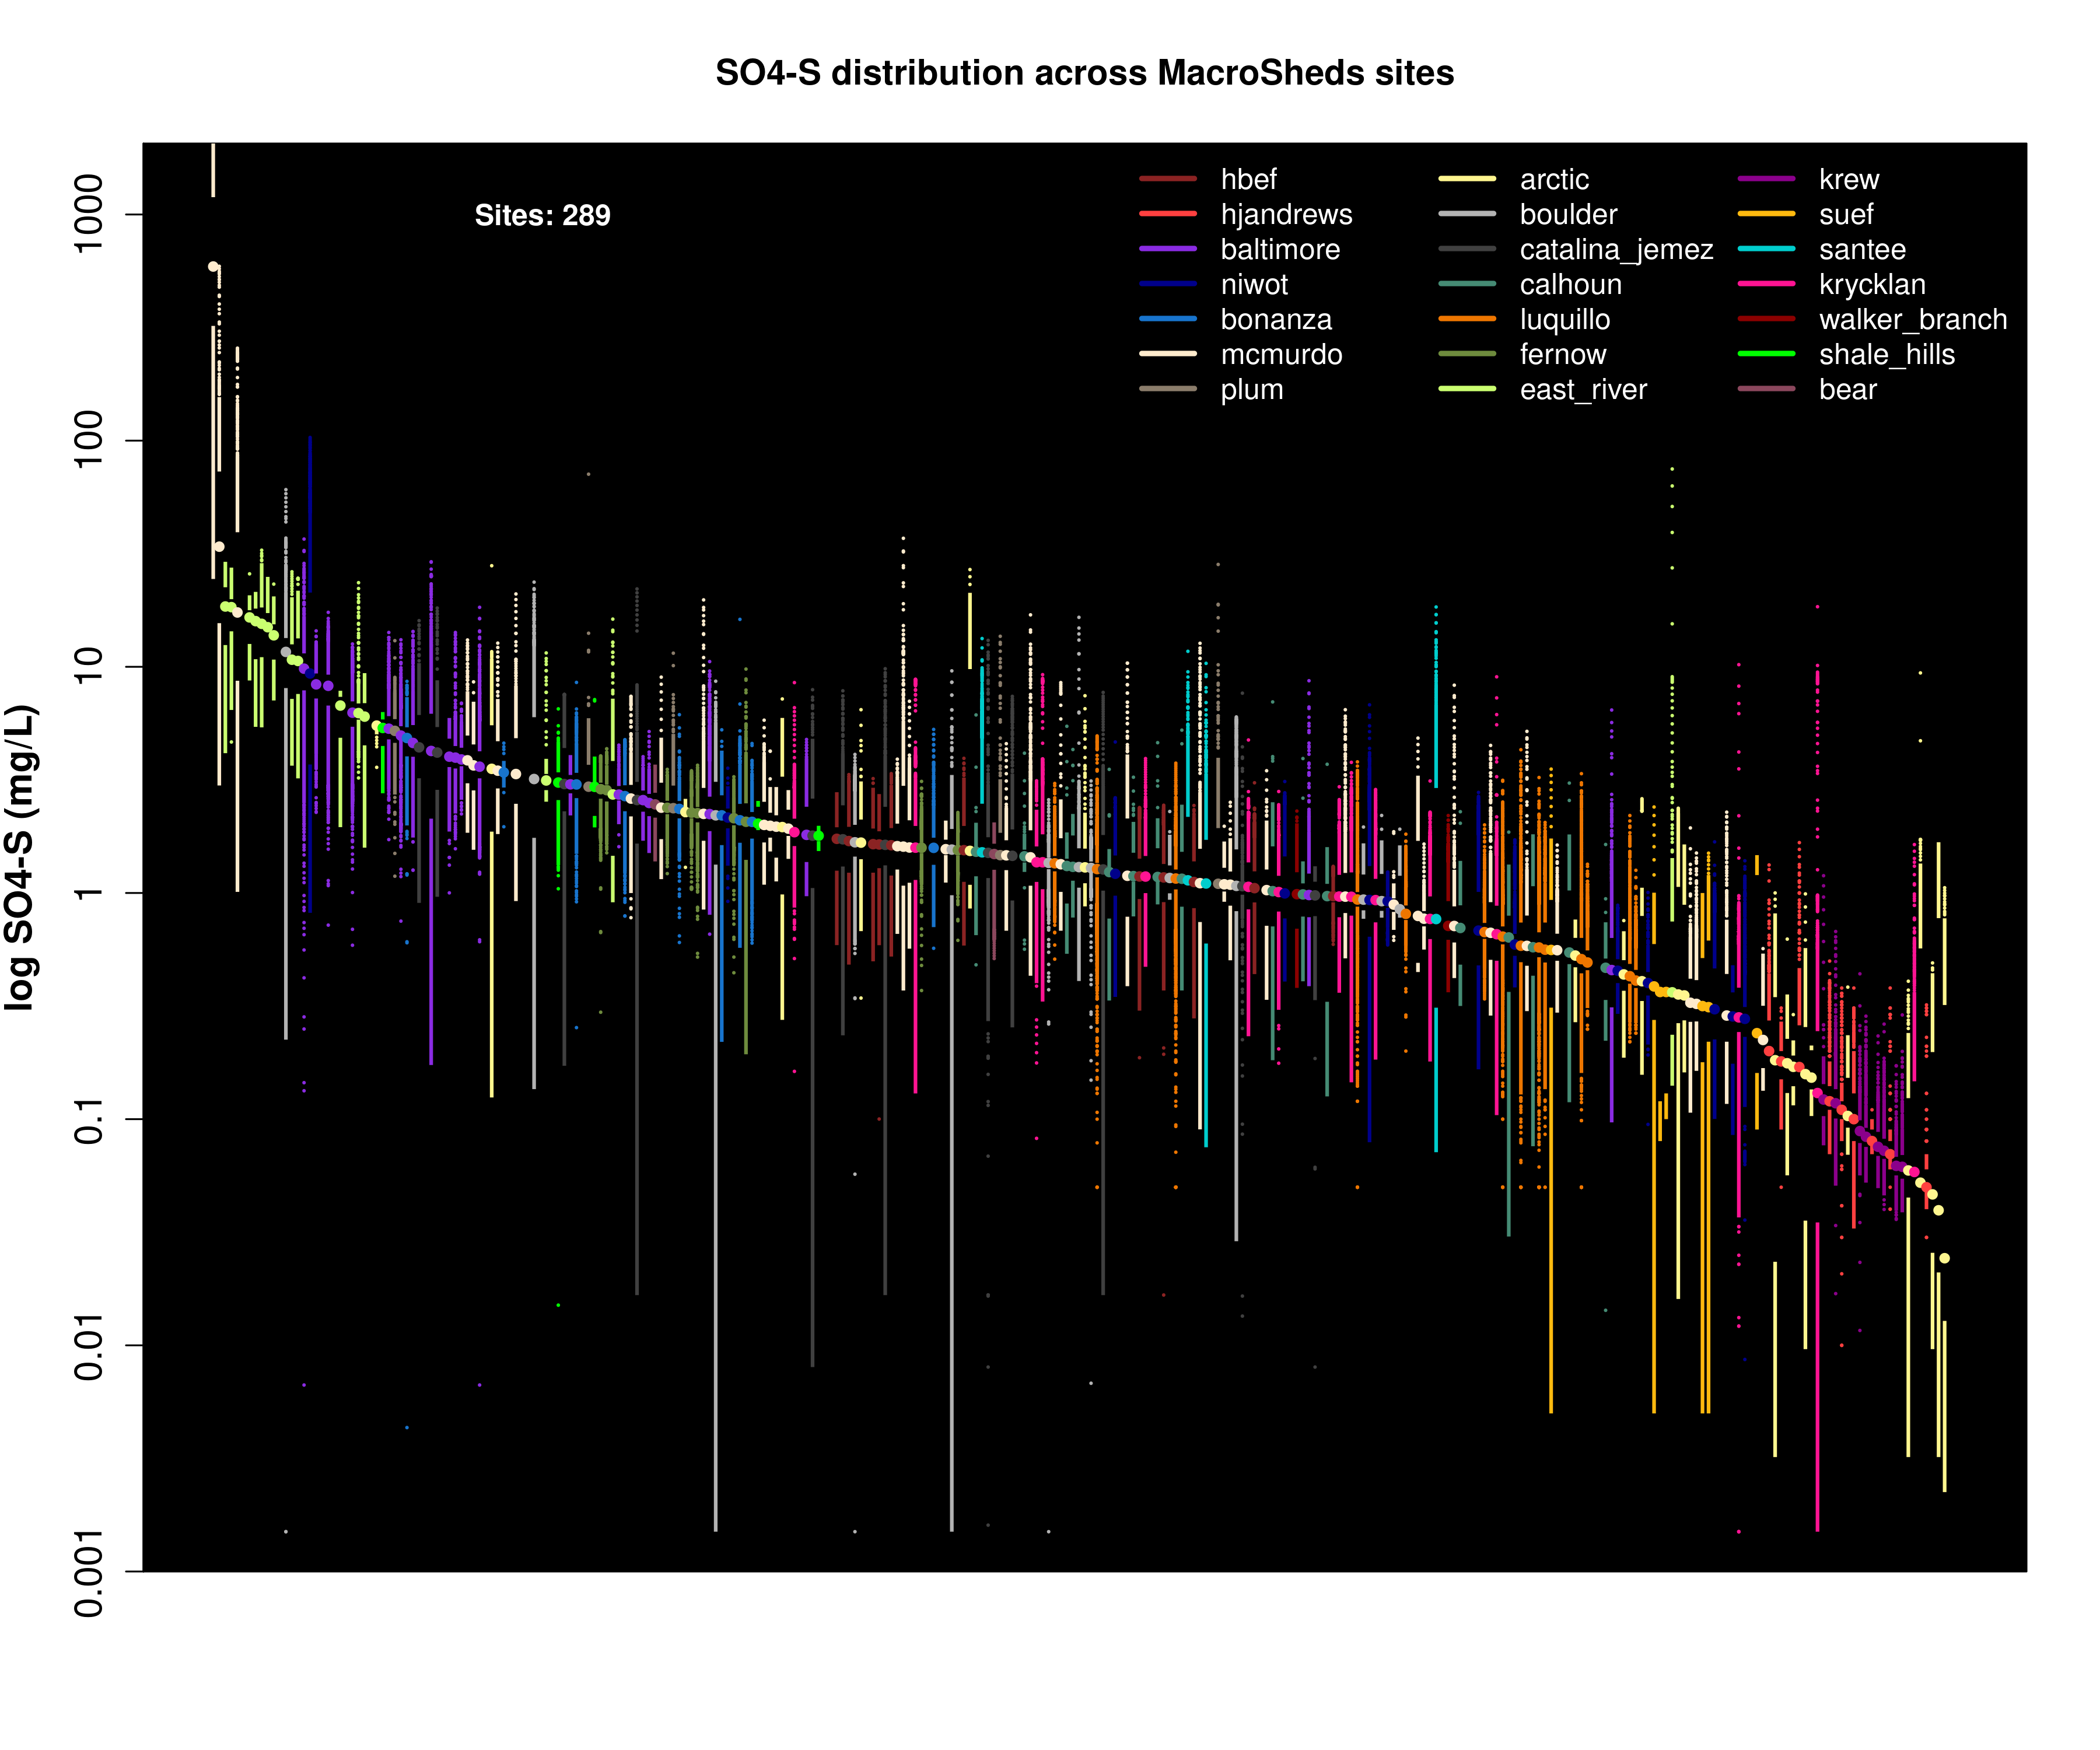 SO4-S distribution across MacroSheds sites
Sites: 289
log SO4-S (mg/L)
1000
100
10
1
0.1
0.01
0.001
hbef
hjandrews
baltimore
niwot
bonanza
mcmurdo
plum
arctic
boulder
catalina_jemez
calhoun
luquillo
fernow
east_river
krew
suef
santee
krycklan
walker_branch
shale_hills
bear